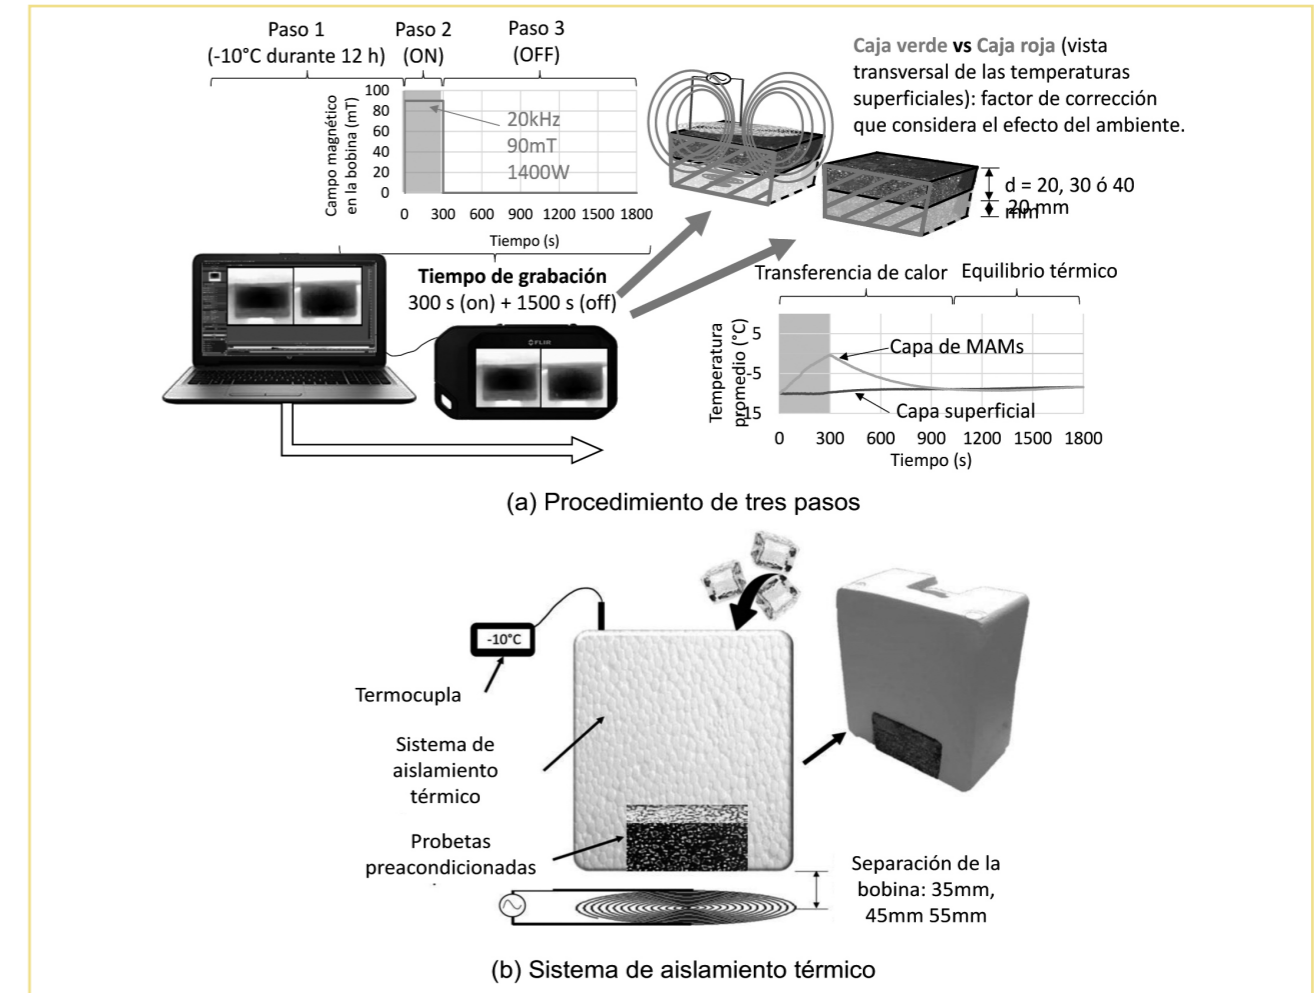 Paso 1
(-10°C durante 12 h)
Paso 2
(ON)
Paso 3
(OFF)
Campo magnético
en la bobina (mT)
100
80
60
40
20
0
20kHz
90mT
1400W
0 300 600 900 1200 1500 1800
Tiempo (s)
Tiempo de grabación
300 s (on) + 1500 s (off)
FLIR
Caja verde vs Caja roja (vista
transversal de las temperaturas
superficiales): factor de corrección
que considera el efecto del ambiente.
d = 20, 30 ó 40
mm
20 mm
Transferencia de calor
Equilibrio térmico
Temperatura
promedio (°C)
5
-5
-15
Capa de MAMs
Capa superficial
0 300 600 900 1200 1500 1800
Tiempo (s)
(a) Procedimiento de tres pasos
-10°C
Termocupla
Sistema de
aislamiento
térmico
Probetas
preacondicionadas
Separación de la
bobina: 35mm,
45mm 55mm
(b) Sistema de aislamiento térmico